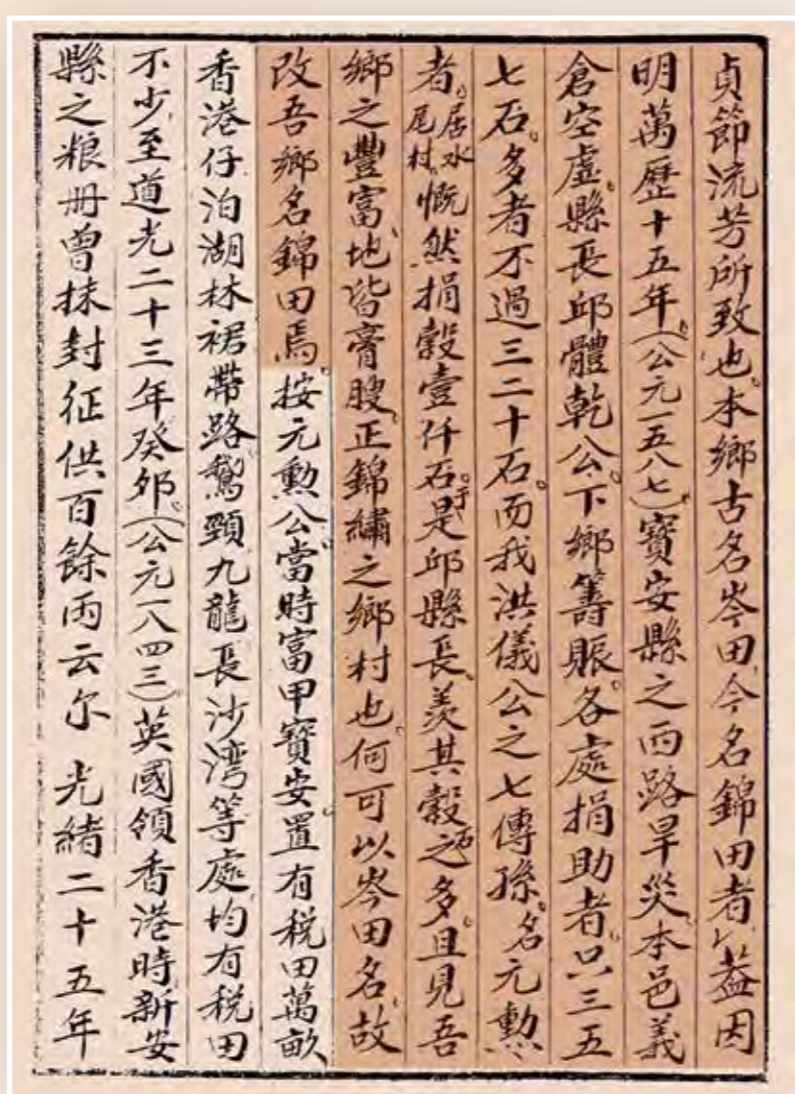 貞節流芳所致也。本鄉古名岑田、今名錦田者、以蓋因
明萬歷十五年。(公元一五八七)寶安縣之西路旱災、本邑義
倉空虛。縣長邱體乾公。下鄉籌賑。各處捐助者。只三五
七石。多者不過三二十石。而我洪儀公之七傳孫。名元勳
者。居水尾村。慨然捐穀壹仟石。于是邱縣長、羨其穀石之多。且見吾
鄉之豐富、地皆膏腴、正錦繡之鄉村也。何可以岑田名。故
改吾鄉名錦田焉。按元勳公當時富甲寶安。置有税田萬畝
香港仔泊湖林裙帶路鵝頸九龍長沙湾等處均有税田
不少、至道光二十三年癸卯。(公元一八四三)英國領香港時、新安
縣之粮册曾抹封征供百餘両云尔 光緒二十五年